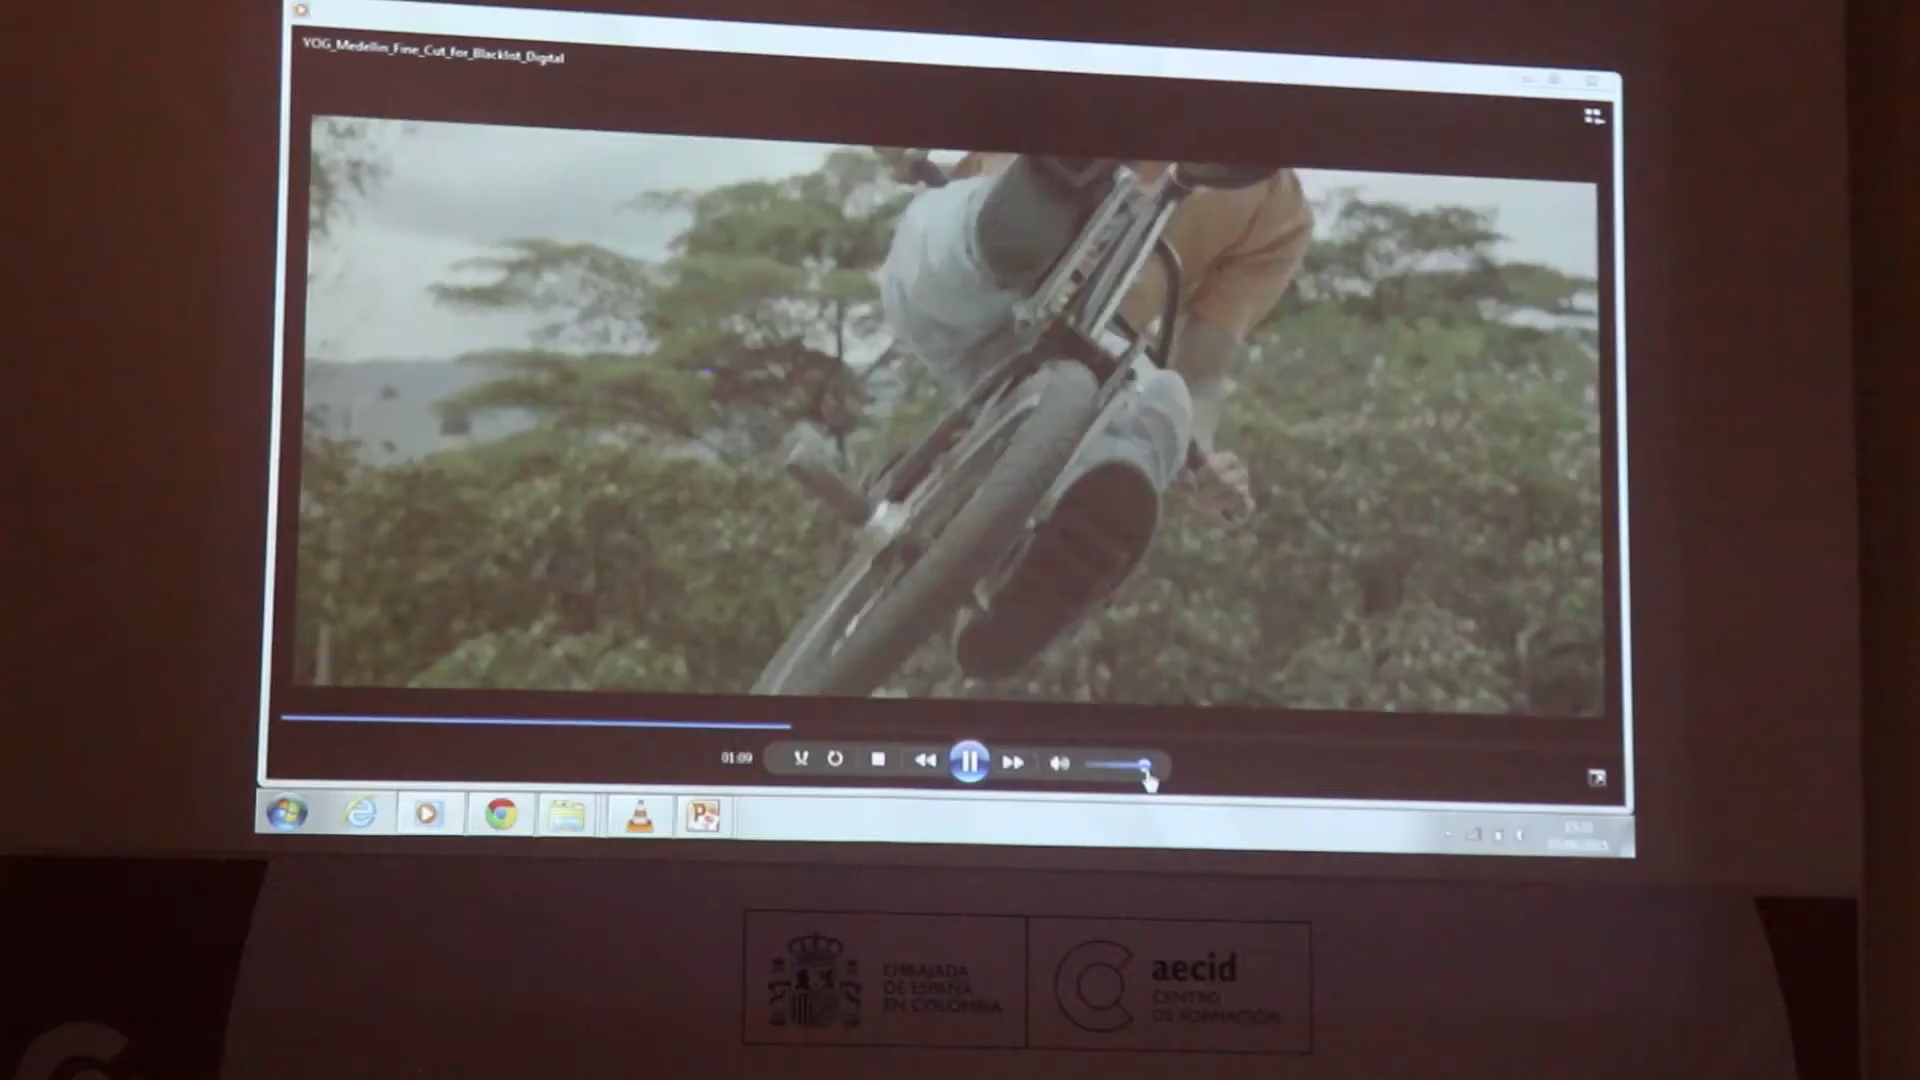 YOG_Medellin_Fine_Cut_for_Blacklist_Digital
01:09
EMBAJADA
DE ESPAÑA
EN COLOMBIA
aecid
CENTRO
DE FORMACIÓN